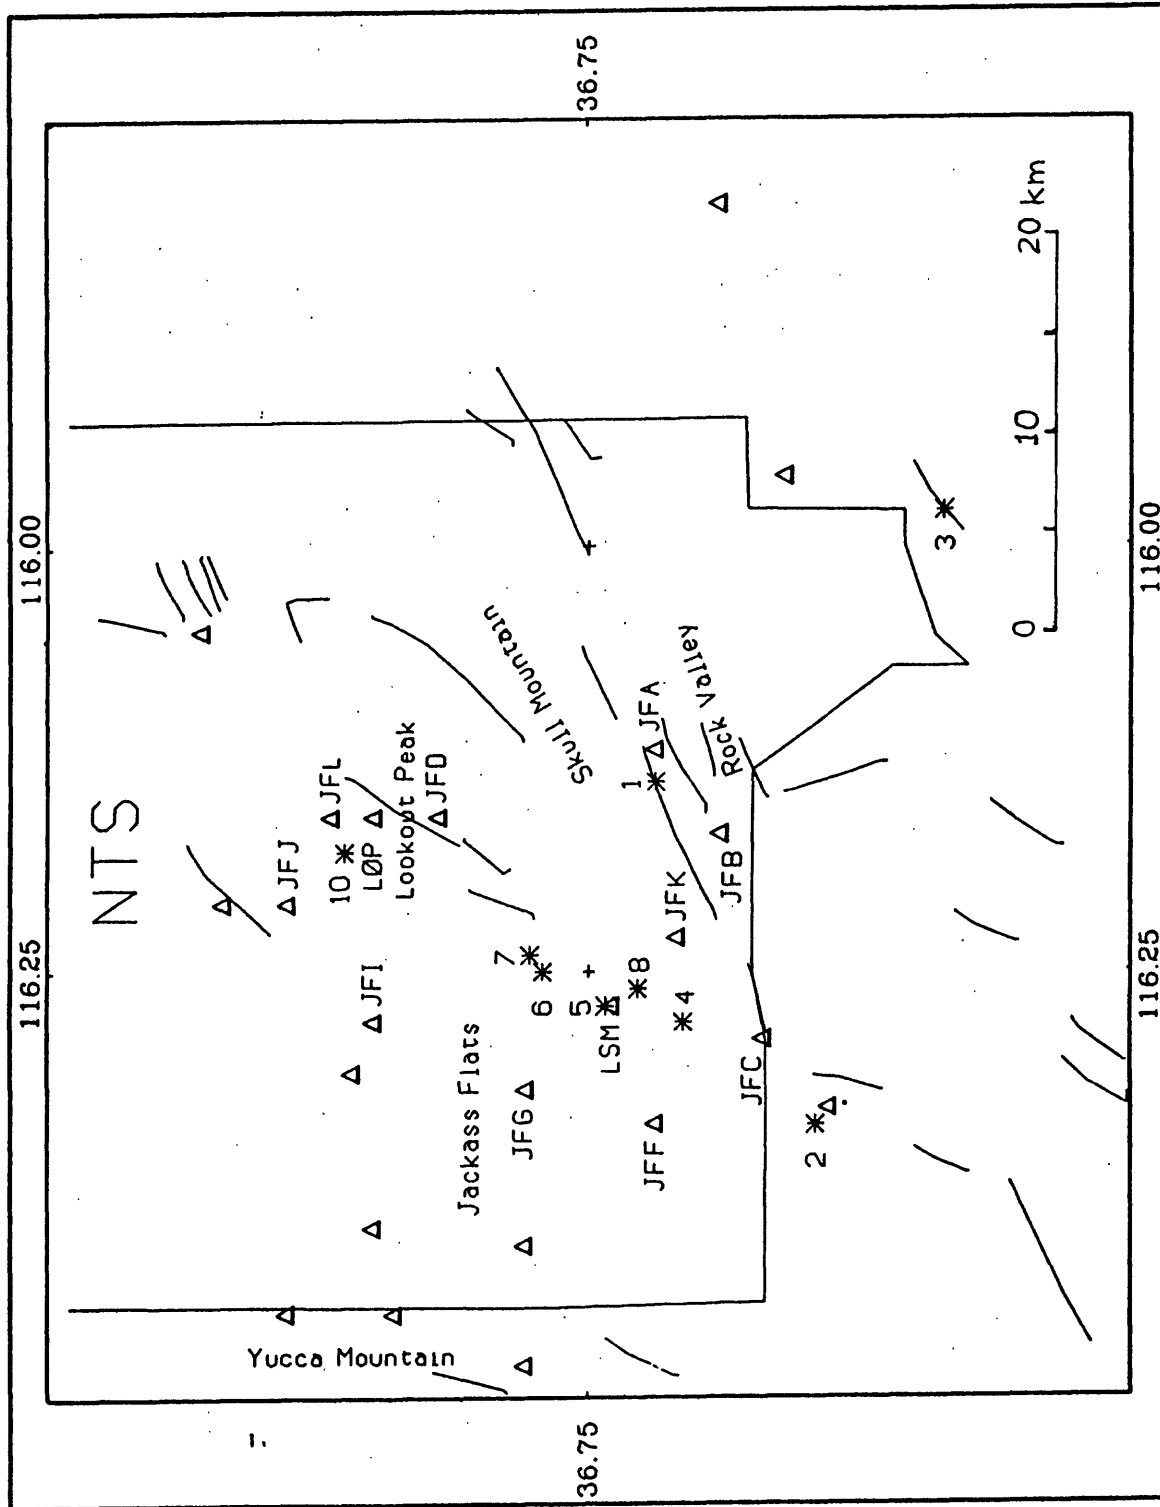 116.25
116.00
NTS
Yucca Mountain
JFJ
10
JFL
JFI
LØP
Lookout Peak
JFD
Jackass Flats
Skull Mountain
7
JFG
6
36.75
36.75
5
LSM
8
1
JFA
JFF
4
JFK
Rock Valley
JFB
JFC
2
3
0
10
20 km
116.25
116.00